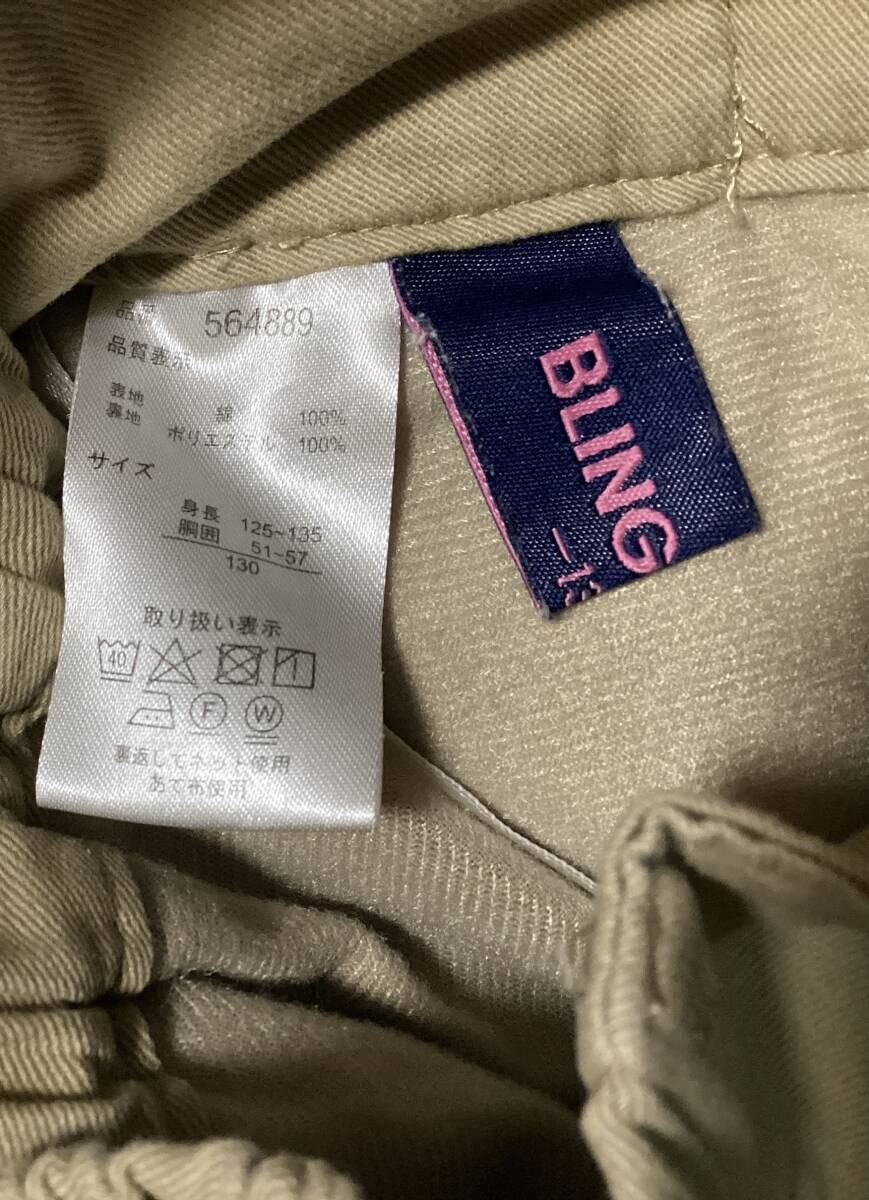 品番 564889
品質表示
表地 綿 100%
裏地 ポリエステル 100%
サイズ
身長 125~135
胴囲 51~57
130
取り扱い表示
40
1
F W
裏返してネット使用
あて布使用
BLING